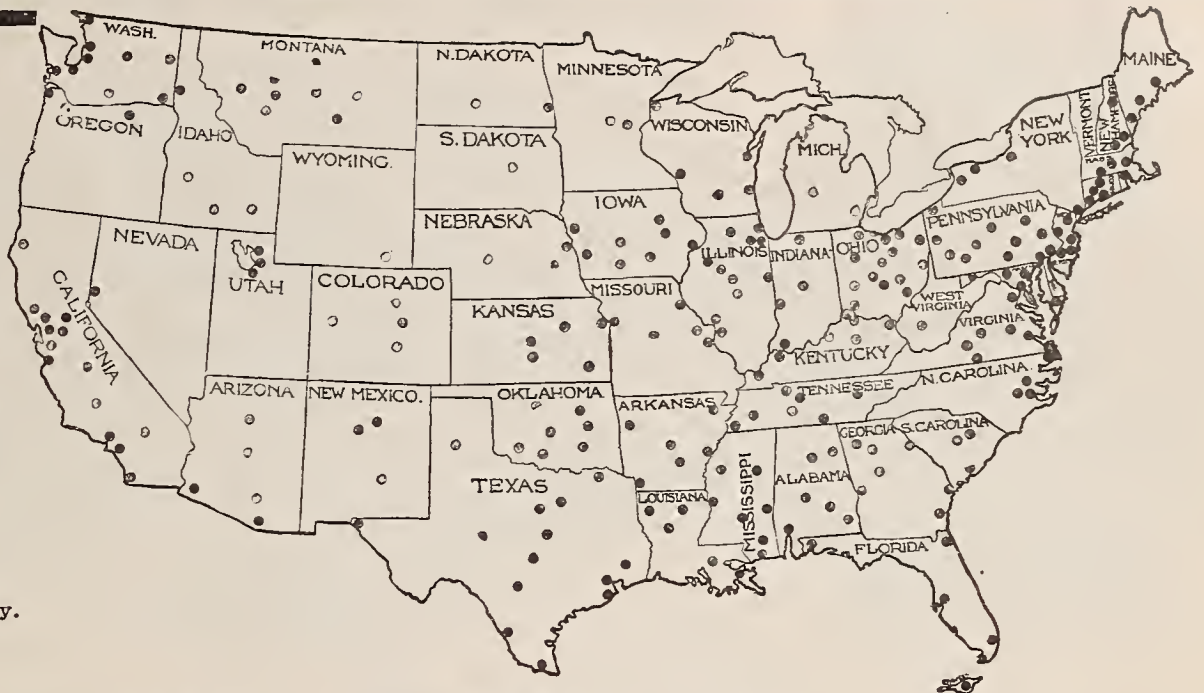 WASH.
MONTANA
N.DAKOTA
MINNESOTA
MAINE
OREGON
IDAHO
S.DAKOTA
WISCONSIN
MICH.
NEW
YORK
VERMONT
NEW
HAMPSHIRE
WYOMING.
NEVADA
UTAH
COLORADO
NEBRASKA
IOWA
ILLINOIS
INDIANA
OHIO
PENNSYLVANIA
CALIFORNIA
KANSAS
MISSOURI
WEST
VIRGINIA
VIRGINIA
KENTUCKY
ARIZONA
NEW MEXICO.
OKLAHOMA
ARKANSAS
TENNESSEE
N.CAROLINA.
GEORGIA
S.CAROLINA
TEXAS
LOUISIANA
MISSISSIPPI
ALABAMA
FLORIDA
y.